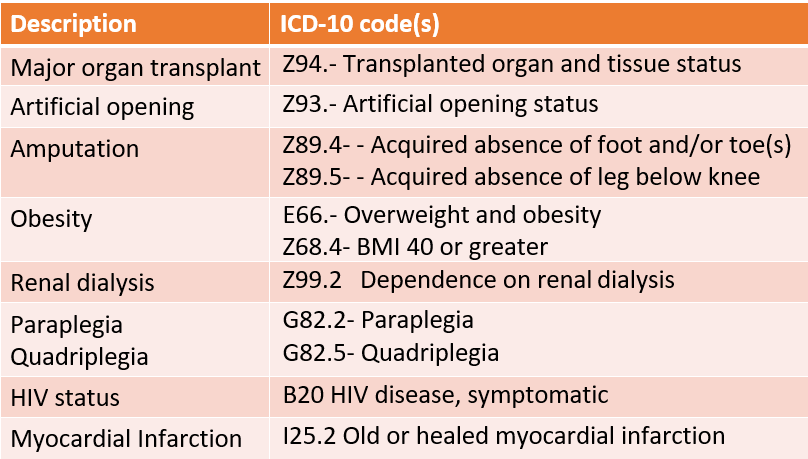 Description ICD-10 code(s)
Major organ transplant Z94.- Transplanted organ and tissue status
Artificial opening Z93.- Artificial opening status
Amputation Z89.4- - Acquired absence of foot and/or toe(s)
Z89.5- - Acquired absence of leg below knee
Obesity E66.- Overweight and obesity
Z68.4- BMI 40 or greater
Renal dialysis Z99.2 Dependence on renal dialysis
Paraplegia G82.2- Paraplegia
Quadriplegia G82.5- Quadriplegia
HIV status B20 HIV disease, symptomatic
Myocardial Infarction I25.2 Old or healed myocardial infarction